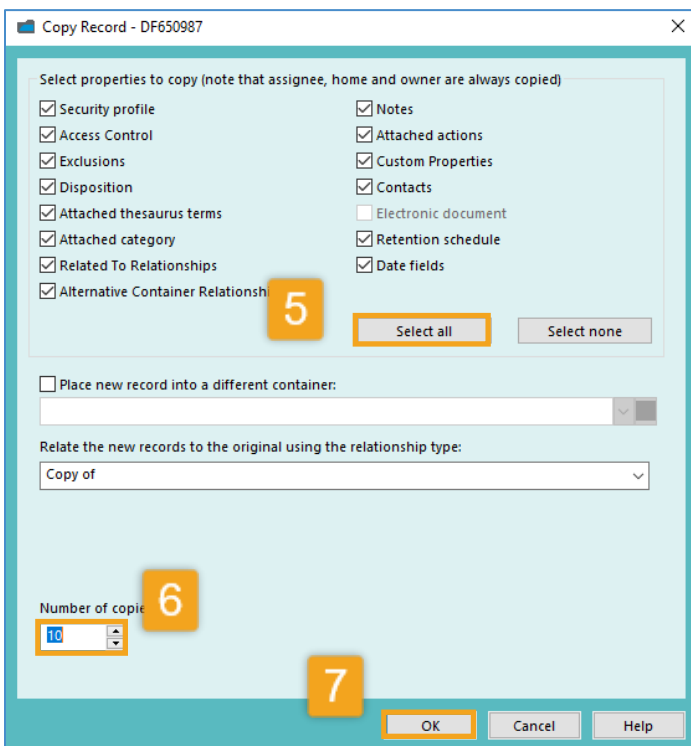 Copy Record - DF650987
Select properties to copy (note that assignee, home and owner are always copied)
Security profile
Notes
Access Control
Attached actions
Exclusions
Custom Properties
Disposition
Contacts
Attached thesaurus terms
Electronic document
Attached category
Retention schedule
Related To Relationships
Date fields
Alternative Container Relationshi
5
Select all
Select none
Place new record into a different container:
Relate the new records to the original using the relationship type:
Copy of
Number of copie
6
10
7
OK
Cancel
Help